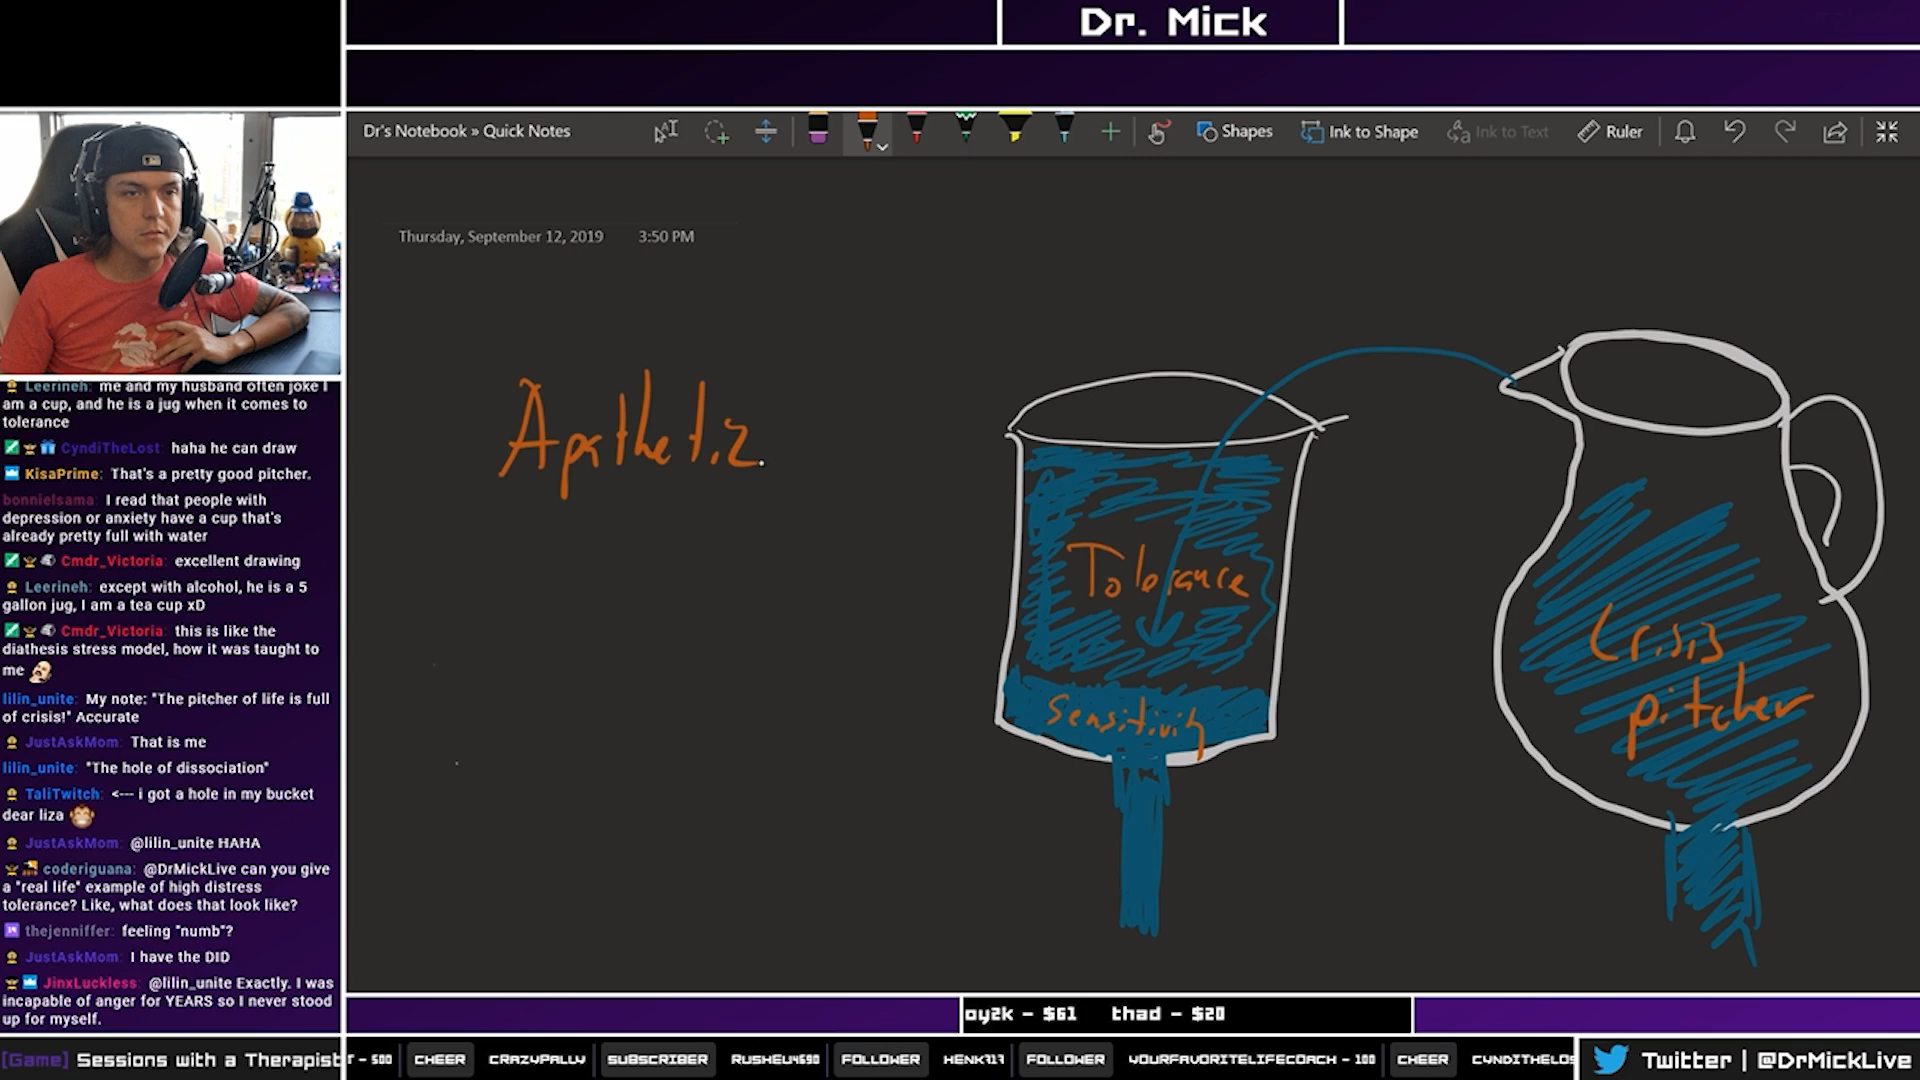 Dr. Mick
Dr's Notebook » Quick Notes
Shapes
Ink to Shape
Ink to Text
Ruler
Thursday, September 12, 2019 3:50 PM
Apathetiz.
Tolerance
Sensitivity
Crisis
pitcher
Leerineh: me and my husband often joke I
am a cup, and he is a jug when it comes to
tolerance
CyndiTheLost: haha he can draw
KisaPrime: That's a pretty good pitcher.
bonnielsama: I read that people with
depression or anxiety have a cup that's
already pretty full with water
Cmdr_Victoria: excellent drawing
Leerineh: except with alcohol, he is a 5
gallon jug, I am a tea cup xD
Cmdr_Victoria: this is like the
diathesis stress model, how it was taught to
me
lilin_unite: My note: "The pitcher of life is full
of crisis!" Accurate
JustAskMom: That is me
lilin_unite: "The hole of dissociation"
TaliTwitch: <--- i got a hole in my bucket
dear liza
JustAskMom: @lilin_unite HAHA
coderiguana: @DrMickLive can you give
a "real life" example of high distress
tolerance? Like, what does that look like?
thejenniffer: feeling "numb"?
JustAskMom: I have the DID
JinxLuckless: @lilin_unite Exactly. I was
incapable of anger for YEARS so I never stood
up for myself.
oy2k - $61 thad - $20
[Game] Sessions with a Therapist
T - 500 CHEER CRAZYPALLY SUBSCRIBER RUSHEU4590 FOLLOWER HENK717 FOLLOWER YOURFAVORITELIFECOACH - 100 CHEER CYNDITHELOS
Twitter | @DrMickLive